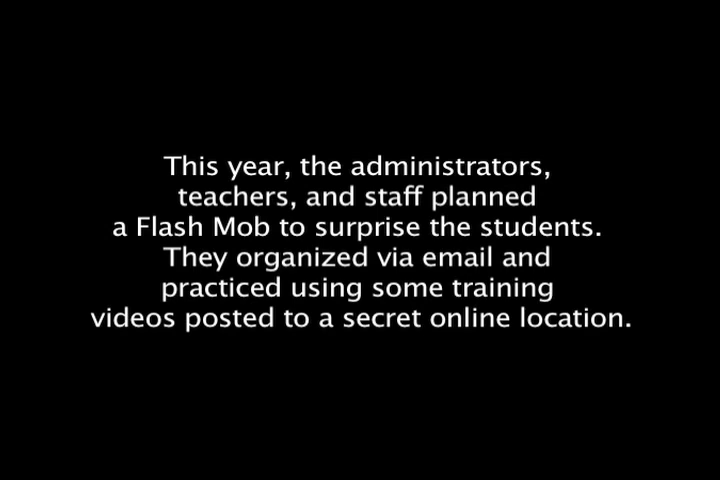 This year, the administrators,
teachers, and staff planned
a Flash Mob to surprise the students.
They organized via email and
practiced using some training
videos posted to a secret online location.